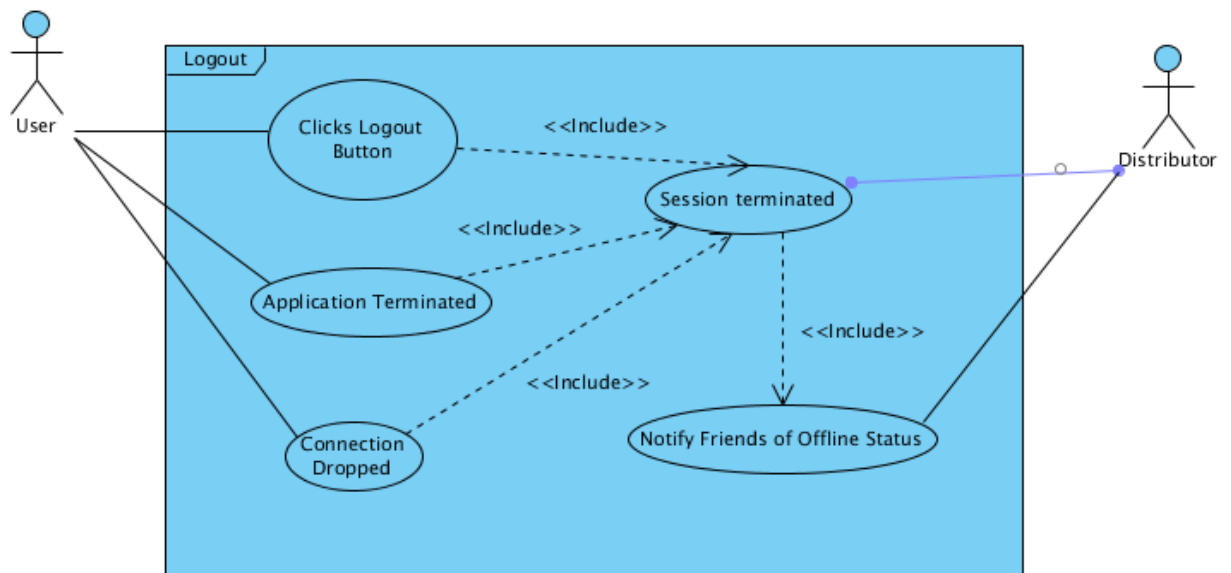 Logout
User
Clicks Logout
Button
<<Include>>
Distributor
Session terminated
<<Include>>
Application Terminated
<<Include>>
<<Include>>
Connection
Dropped
Notify Friends of Offline Status